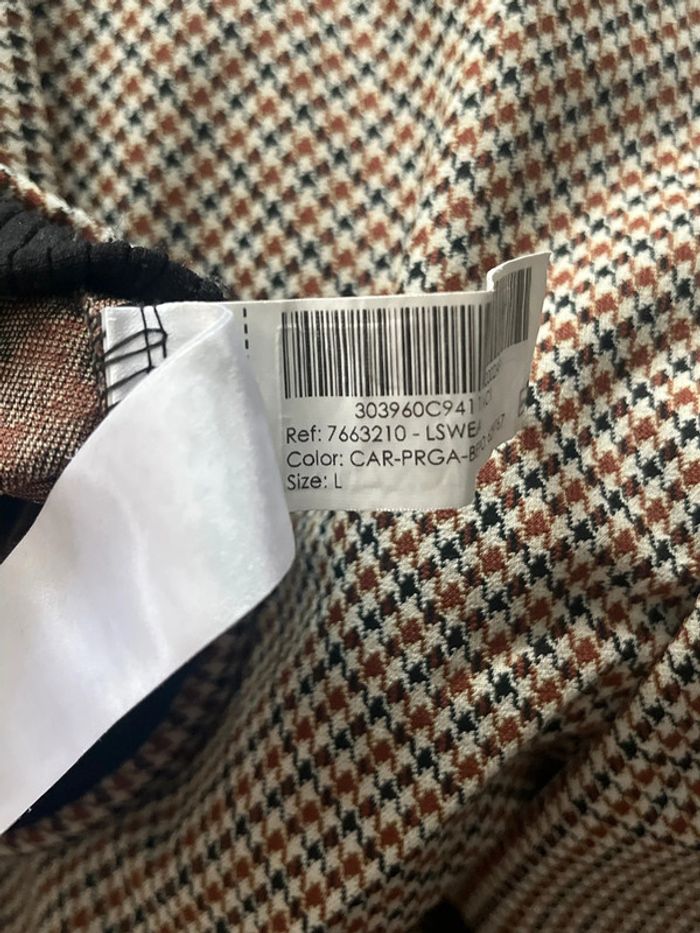 303960C941
Ref: 7663210 - LSWEA
Color: CAR-PRGA-B
Size: L